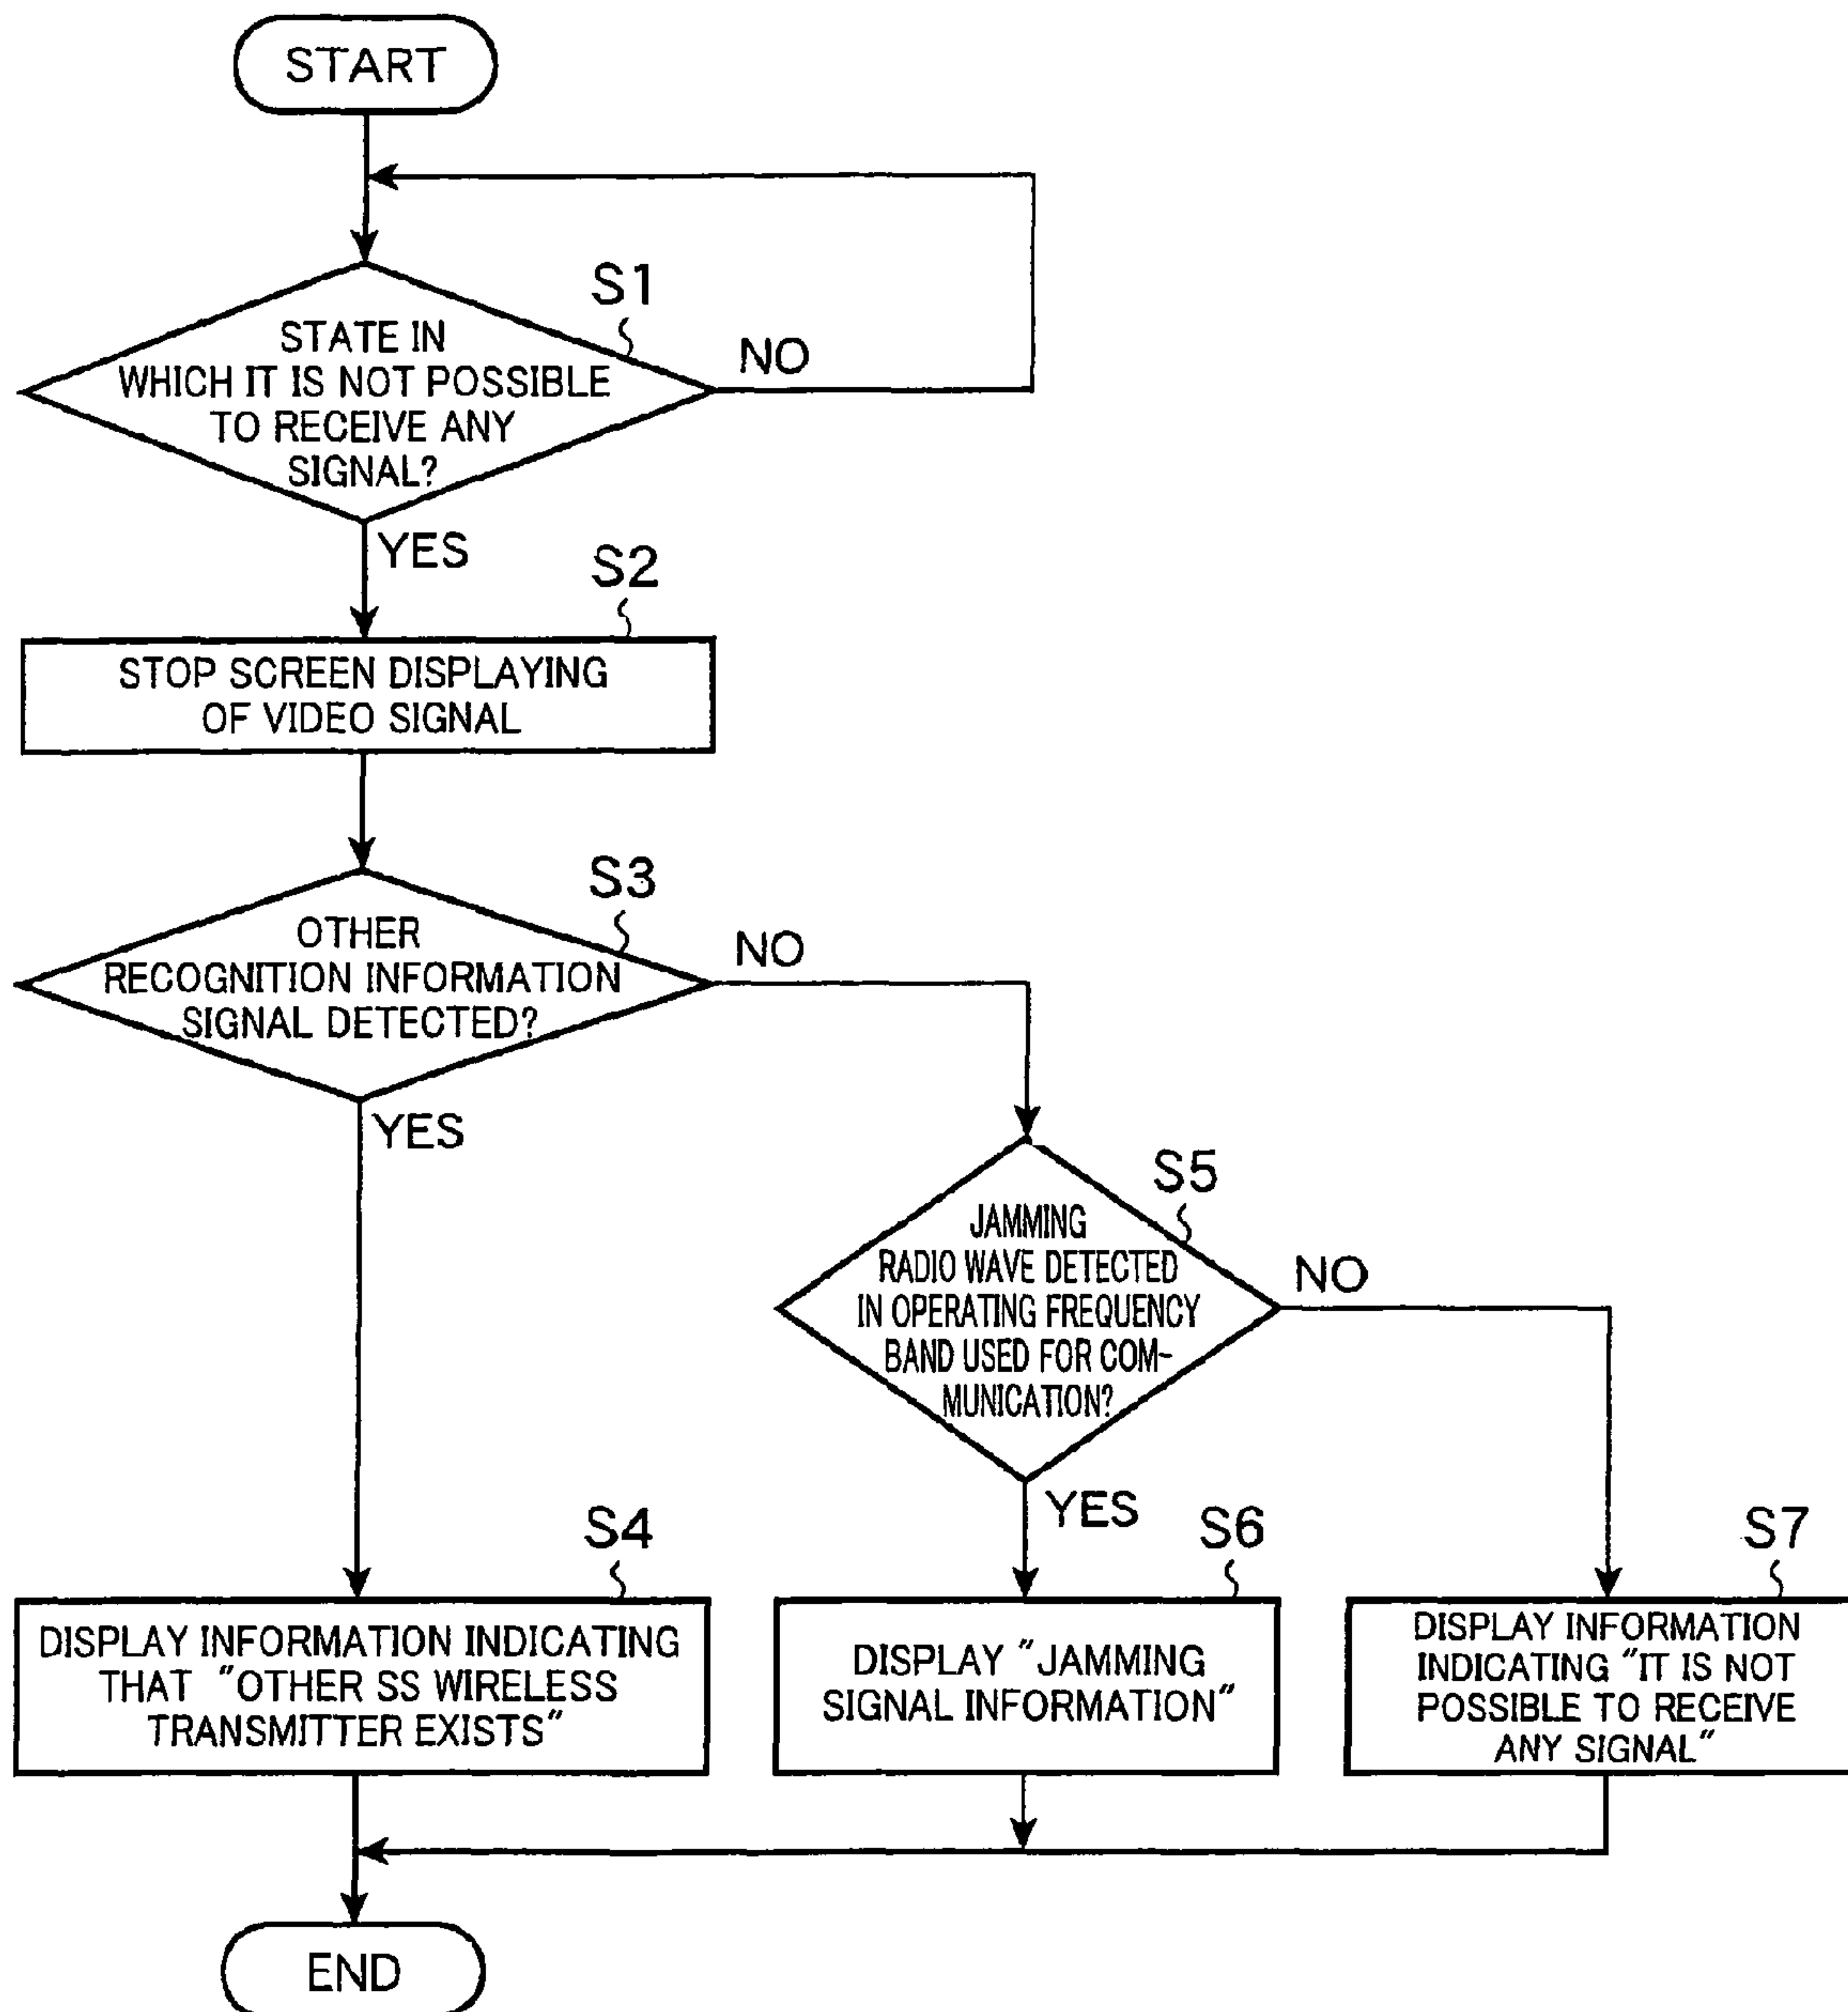 START
S1
STATE IN
WHICH IT IS NOT POSSIBLE
TO RECEIVE ANY
SIGNAL?
NO
YES
S2
STOP SCREEN DISPLAYING
OF VIDEO SIGNAL
S3
OTHER
RECOGNITION INFORMATION
SIGNAL DETECTED?
NO
YES
S5
JAMMING
RADIO WAVE DETECTED
IN OPERATING FREQUENCY
BAND USED FOR COM-
MUNICATION?
NO
YES
S4
DISPLAY INFORMATION INDICATING
THAT "OTHER SS WIRELESS
TRANSMITTER EXISTS"
S6
DISPLAY "JAMMING
SIGNAL INFORMATION"
S7
DISPLAY INFORMATION
INDICATING "IT IS NOT
POSSIBLE TO RECEIVE
ANY SIGNAL"
END